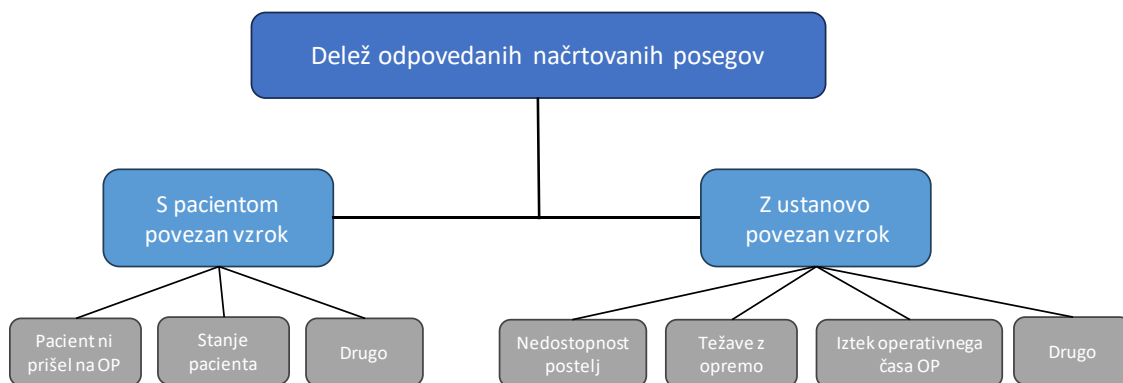 Delež odpovedanih načrtovanih posegov
S pacientom
povezan vzrok
Z ustanovo
povezan vzrok
Pacient ni
prišel na OP
Stanje
pacienta
Drugo
Nedostopnost
postelj
Težave z
opremo
Iztek operativnega
časa OP
Drugo